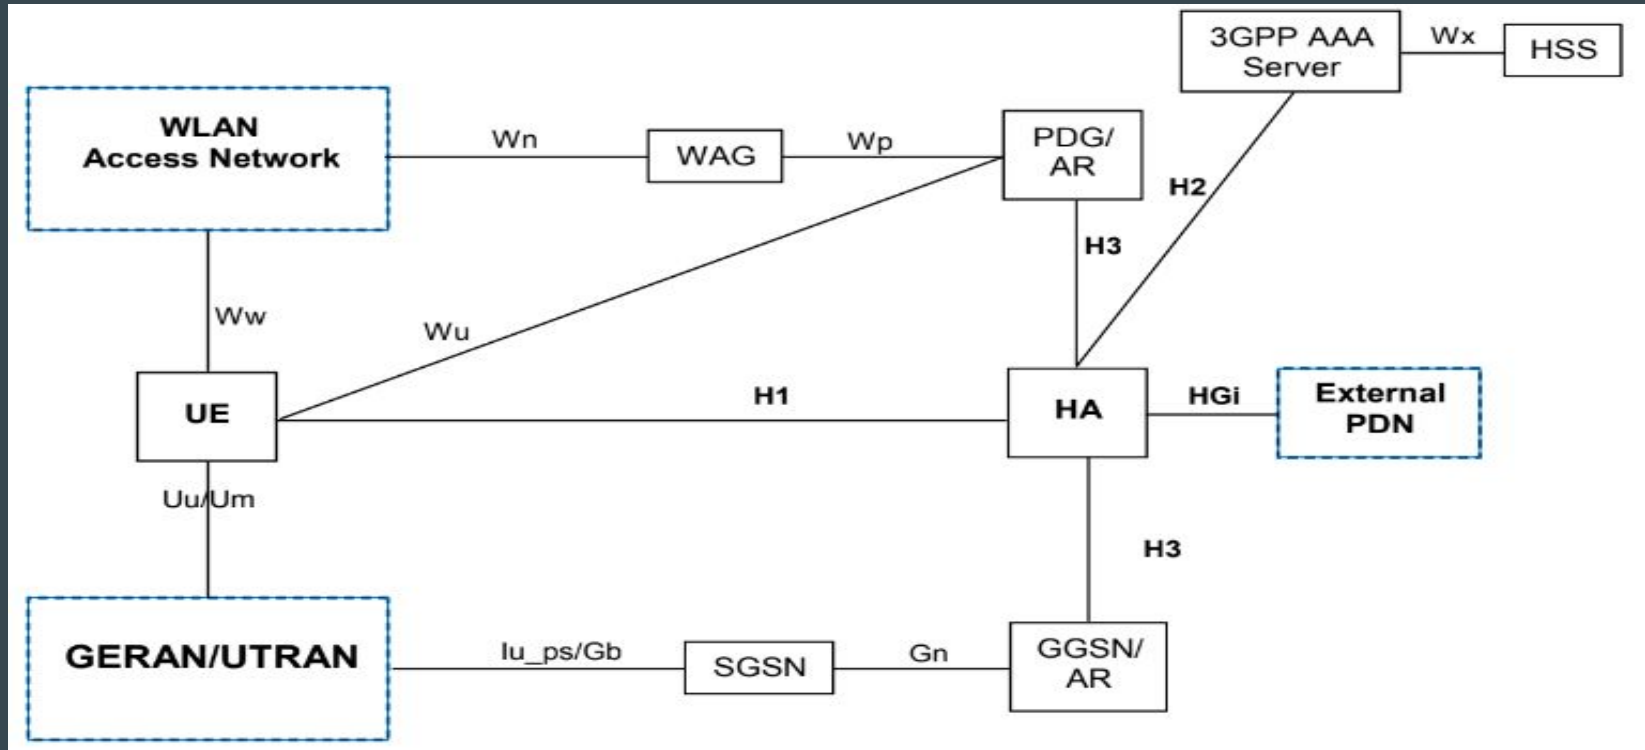 3GPP AAA
Server
Wx
HSS
WLAN
Access Network
Wn
WAG
Wp
PDG/
AR
H2
H3
Ww
Wu
UE
H1
HA
HGi
External
PDN
Uu/Um
H3
GERAN/UTRAN
Iu_ps/Gb
SGSN
Gn
GGSN/
AR